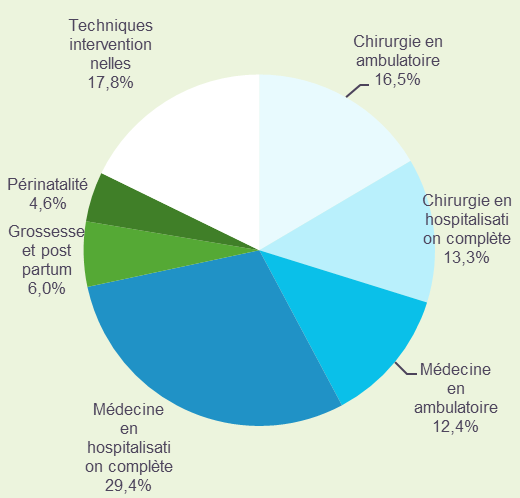 Techniques
intervention
nelles
17,8%
Chirurgie en
ambulatoire
16,5%
Chirurgie en
hospitalisati
on complète
13,3%
Médecine
en
ambulatoire
12,4%
Médecine
en
hospitalisati
on complète
29,4%
Grossesse
et post
partum
6,0%
Périnatalité
4,6%